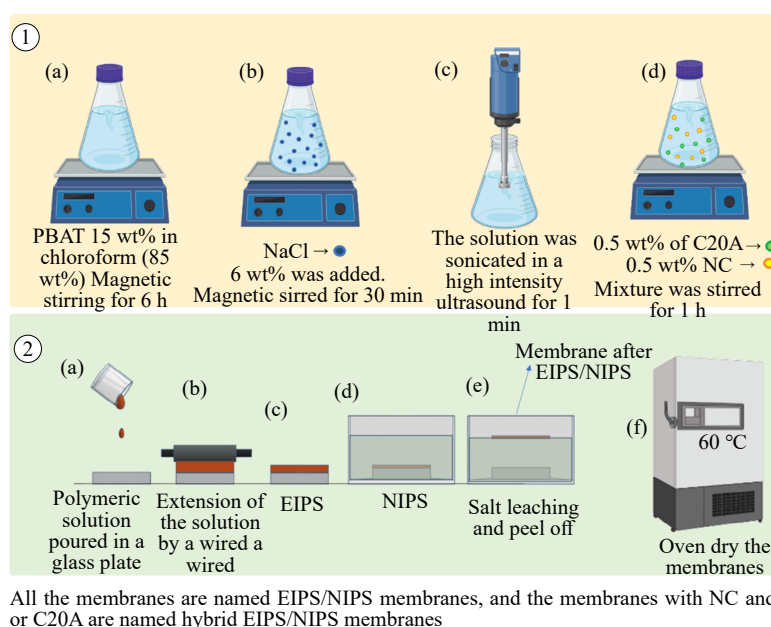 1
(a)
(b)
(c)
(d)
PBAT 15 wt% in
chloroform (85
wt%) Magnetic
stirring for 6 h
NaCl →
6 wt% was added.
Magnetic sirred for 30 min
The solution was
sonicated in a
high intensity
ultrasound for 1
min
0.5 wt% of C20A→
0.5 wt% NC →
Mixture was stirred
for 1 h
2
(a)
(b)
(c)
(d)
(e)
Membrane after
EIPS/NIPS
(f)
60 ℃
Polymeric
solution
poured in a
glass plate
Extension of
the solution
by a wired a
wired
EIPS
NIPS
Salt leaching
and peel off
Oven dry the
membranes
All the membranes are named EIPS/NIPS membranes, and the membranes with NC and
or C20A are named hybrid EIPS/NIPS membranes